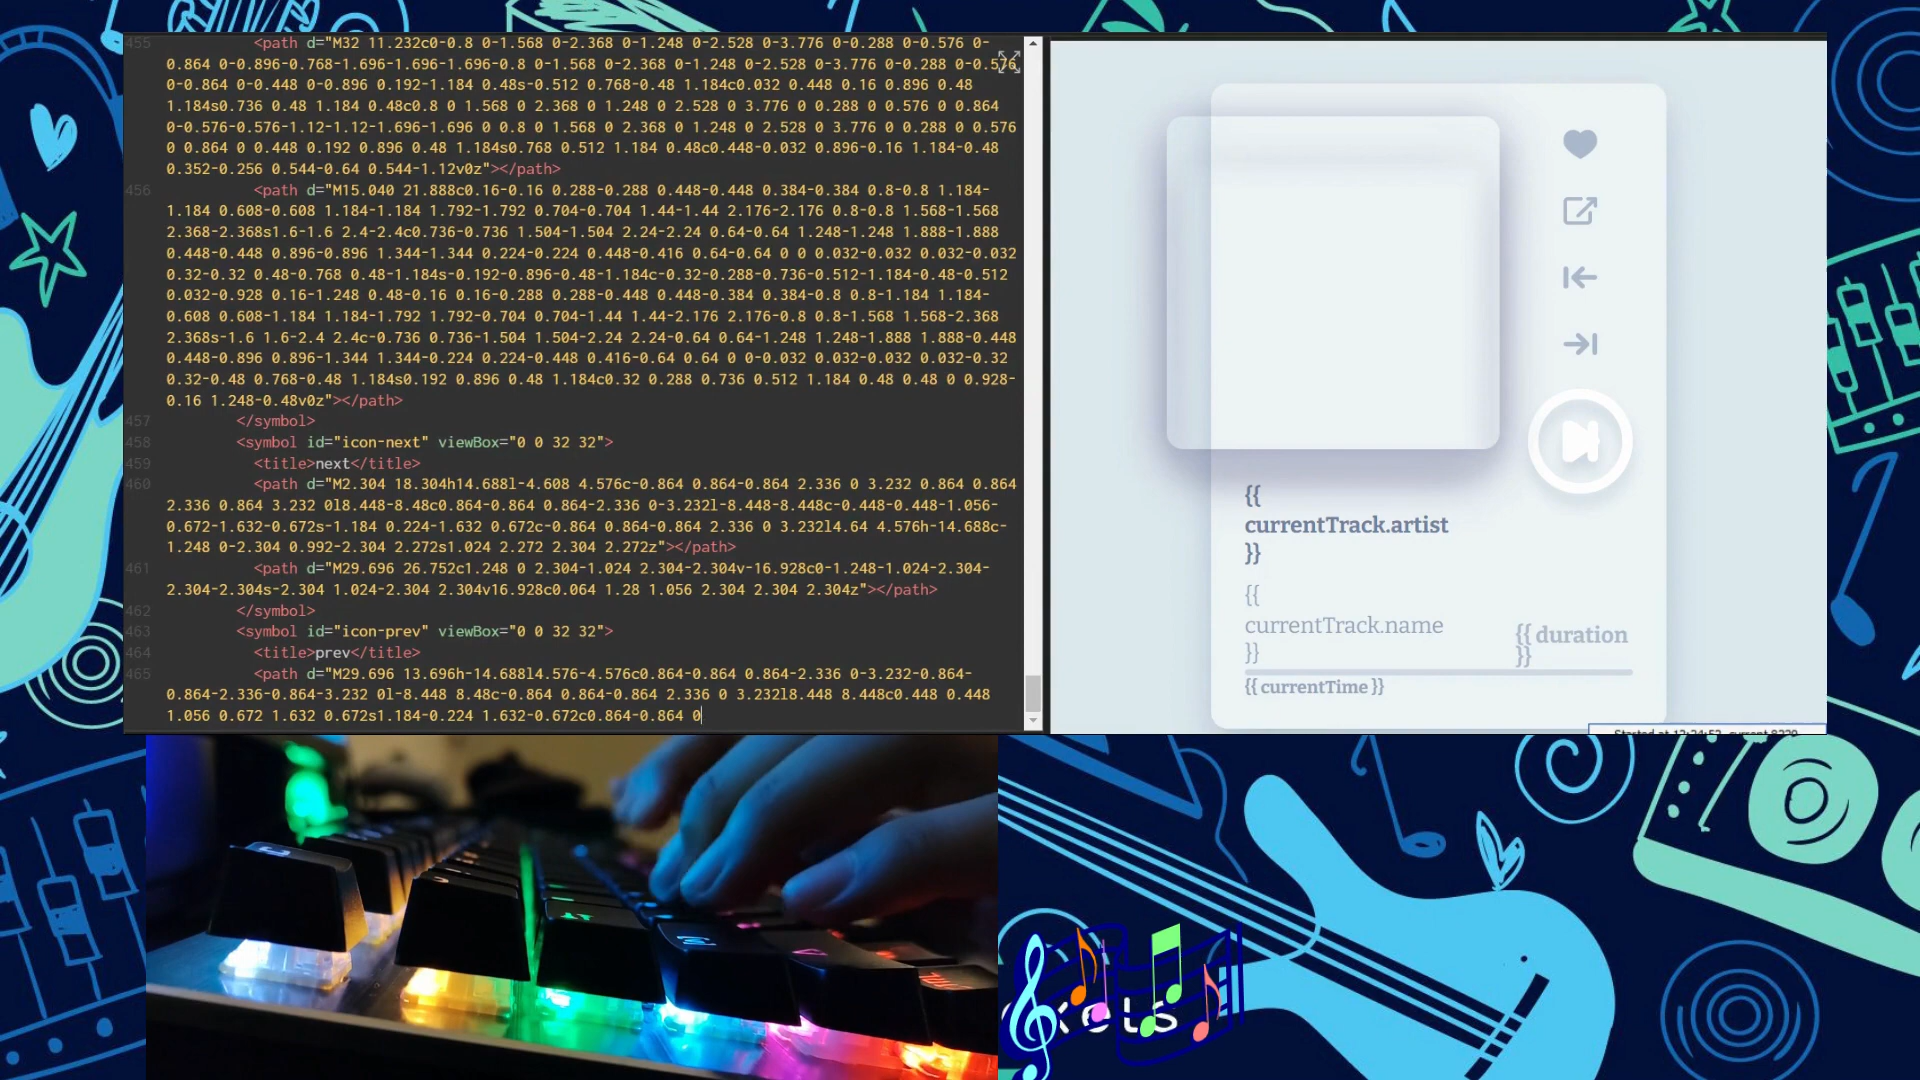 455 <path d="M32 11.232c0-0.8 0-1.568 0-2.368 0-1.248 0-2.528 0-3.776 0-0.288 0-0.576 0-
0.864 0-0.896-0.768-1.696-1.696-1.696-0.8 0-1.568 0-2.368 0-1.248 0-2.528 0-3.776 0-0.288 0-0.576
0-0.864 0-0.448 0-0.896 0.192-1.184 0.48s-0.512 0.768-0.48 1.184c0.032 0.448 0.16 0.896 0.48
1.184s0.736 0.48 1.184 0.48c0.8 0 1.568 0 2.368 0 1.248 0 2.528 0 3.776 0 0.288 0 0.576 0 0.864
0-0.576-0.576-1.12-1.12-1.696-1.696 0 0.8 0 1.568 0 2.368 0 1.248 0 2.528 0 3.776 0 0.288 0 0.576
0 0.864 0 0.448 0.192 0.896 0.48 1.184s0.768 0.512 1.184 0.48c0.448-0.032 0.896-0.16 1.184-0.48
0.352-0.256 0.544-0.64 0.544-1.12v0z"></path>
456 <path d="M15.040 21.888c0.16-0.16 0.288-0.288 0.448-0.448 0.384-0.384 0.8-0.8 1.184-
1.184 0.608-0.608 1.184-1.184 1.792-1.792 0.704-0.704 1.44-1.44 2.176-2.176 0.8-0.8 1.568-1.568
2.368-2.368s1.6-1.6 2.4-2.4c0.736-0.736 1.504-1.504 2.24-2.24 0.64-0.64 1.248-1.248 1.888-1.888
0.448-0.448 0.896-0.896 1.344-1.344 0.224-0.224 0.448-0.416 0.64-0.64 0 0 0.032-0.032 0.032-0.032
0.32-0.32 0.48-0.768 0.48-1.184s-0.192-0.896-0.48-1.184c-0.32-0.288-0.736-0.512-1.184-0.48-0.512
0.032-0.928 0.16-1.248 0.48-0.16 0.16-0.288 0.288-0.448 0.448-0.384 0.384-0.8 0.8-1.184 1.184-
0.608 0.608-1.184 1.184-1.792 1.792-0.704 0.704-1.44 1.44-2.176 2.176-0.8 0.8-1.568 1.568-2.368
2.368s-1.6 1.6-2.4 2.4c-0.736 0.736-1.504 1.504-2.24 2.24-0.64 0.64-1.248 1.248-1.888 1.888-0.448
0.448-0.896 0.896-1.344 1.344-0.224 0.224-0.448 0.416-0.64 0.64 0 0-0.032 0.032-0.032 0.032-0.32
0.32-0.48 0.768-0.48 1.184s0.192 0.896 0.48 1.184c0.32 0.288 0.736 0.512 1.184 0.48 0.48 0 0.928-
0.16 1.248-0.48v0z"></path>
457 </symbol>
458 <symbol id="icon-next" viewBox="0 0 32 32">
459 <title>next</title>
460 <path d="M2.304 18.304h14.688l-4.608 4.576c-0.864 0.864-0.864 2.336 0 3.232 0.864 0.864
2.336 0.864 3.232 0l8.448-8.48c0.864-0.864 0.864-2.336 0-3.232l-8.448-8.448c-0.448-0.448-1.056-
0.672-1.632-0.672s-1.184 0.224-1.632 0.672c-0.864 0.864-0.864 2.336 0 3.232l4.64 4.576h-14.688c-
1.248 0-2.304 0.992-2.304 2.272s1.024 2.272 2.304 2.272z"></path>
461 <path d="M29.696 26.752c1.248 0 2.304-1.024 2.304-2.304v-16.928c0-1.248-1.024-2.304-
2.304-2.304s-2.304 1.024-2.304 2.304v16.928c0.064 1.28 1.056 2.304 2.304 2.304z"></path>
462 </symbol>
463 <symbol id="icon-prev" viewBox="0 0 32 32">
464 <title>prev</title>
465 <path d="M29.696 13.696h-14.688l4.576-4.576c0.864-0.864 0.864-2.336 0-3.232-0.864-
0.864-2.336-0.864-3.232 0l-8.448 8.48c-0.864 0.864-0.864 2.336 0 3.232l8.448 8.448c0.448 0.448
1.056 0.672 1.632 0.672s1.184-0.224 1.632-0.672c0.864-0.864 0
{{
currentTrack.artist
}}
{{
currentTrack.name
}}
{{ duration
}}
{{ currentTime }}